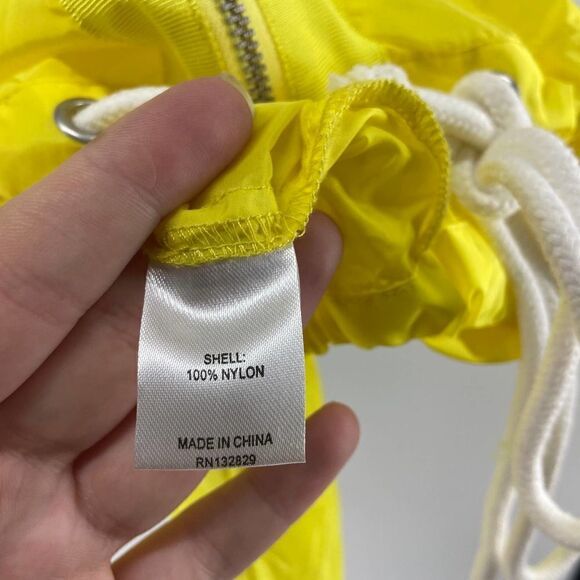 SHELL:
100% NYLON
MADE IN CHINA
RN132829